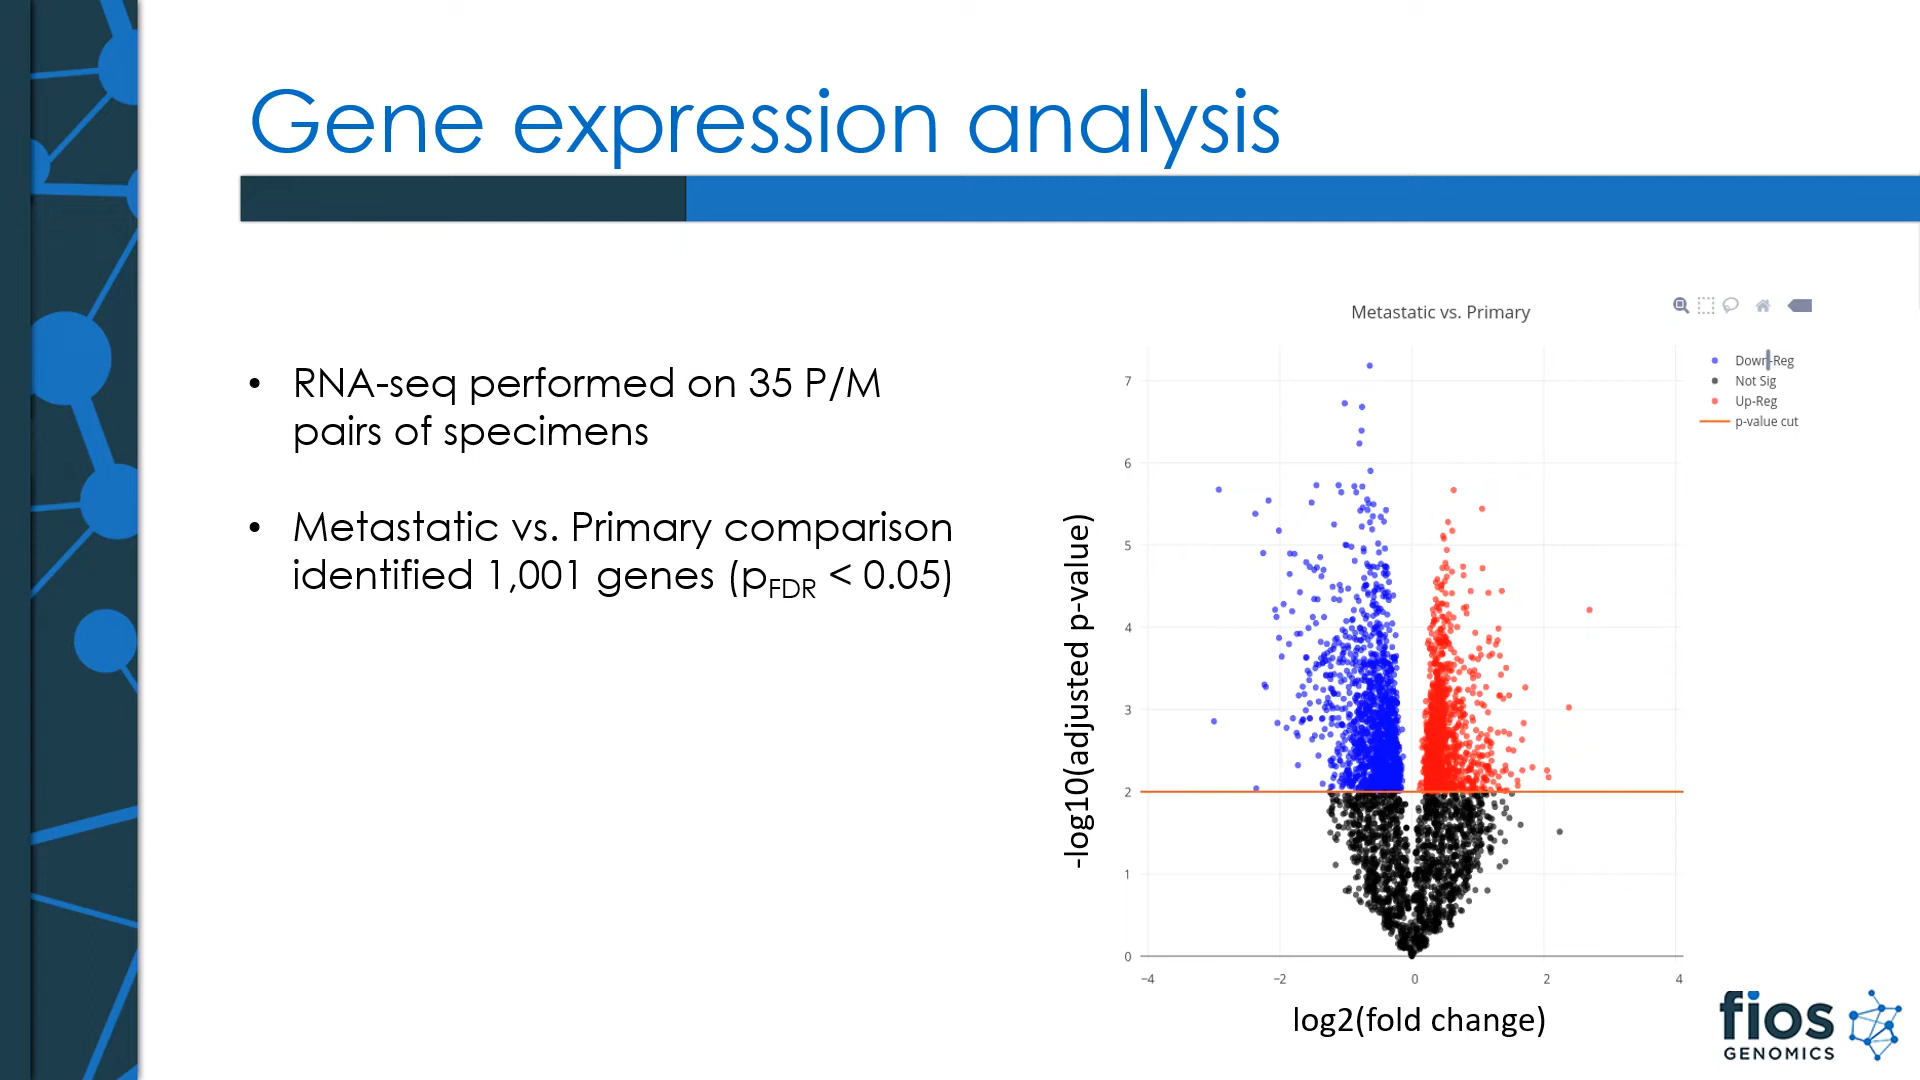 Gene expression analysis
• RNA-seq performed on 35 P/M
pairs of specimens
• Metastatic vs. Primary comparison
identified 1,001 genes (pFDR < 0.05)
Metastatic vs. Primary
Down-Reg
Not Sig
Up-Reg
p-value cut
-log10(adjusted p-value)
7
6
5
4
3
2
1
0
−4 −2 0 2 4
log2(fold change)
fios
GENOMICS